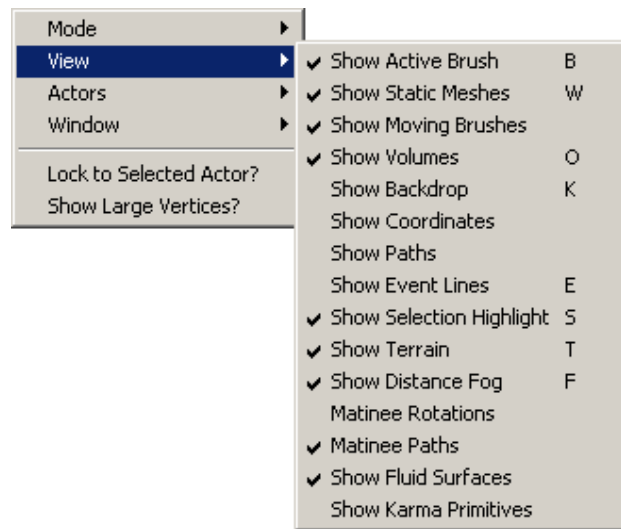 Mode
View
Actors
Window
Lock to Selected Actor?
Show Large Vertices?
Show Active Brush B
Show Static Meshes W
Show Moving Brushes
Show Volumes O
Show Backdrop K
Show Coordinates
Show Paths
Show Event Lines E
Show Selection Highlight S
Show Terrain T
Show Distance Fog F
Matinee Rotations
Matinee Paths
Show Fluid Surfaces
Show Karma Primitives